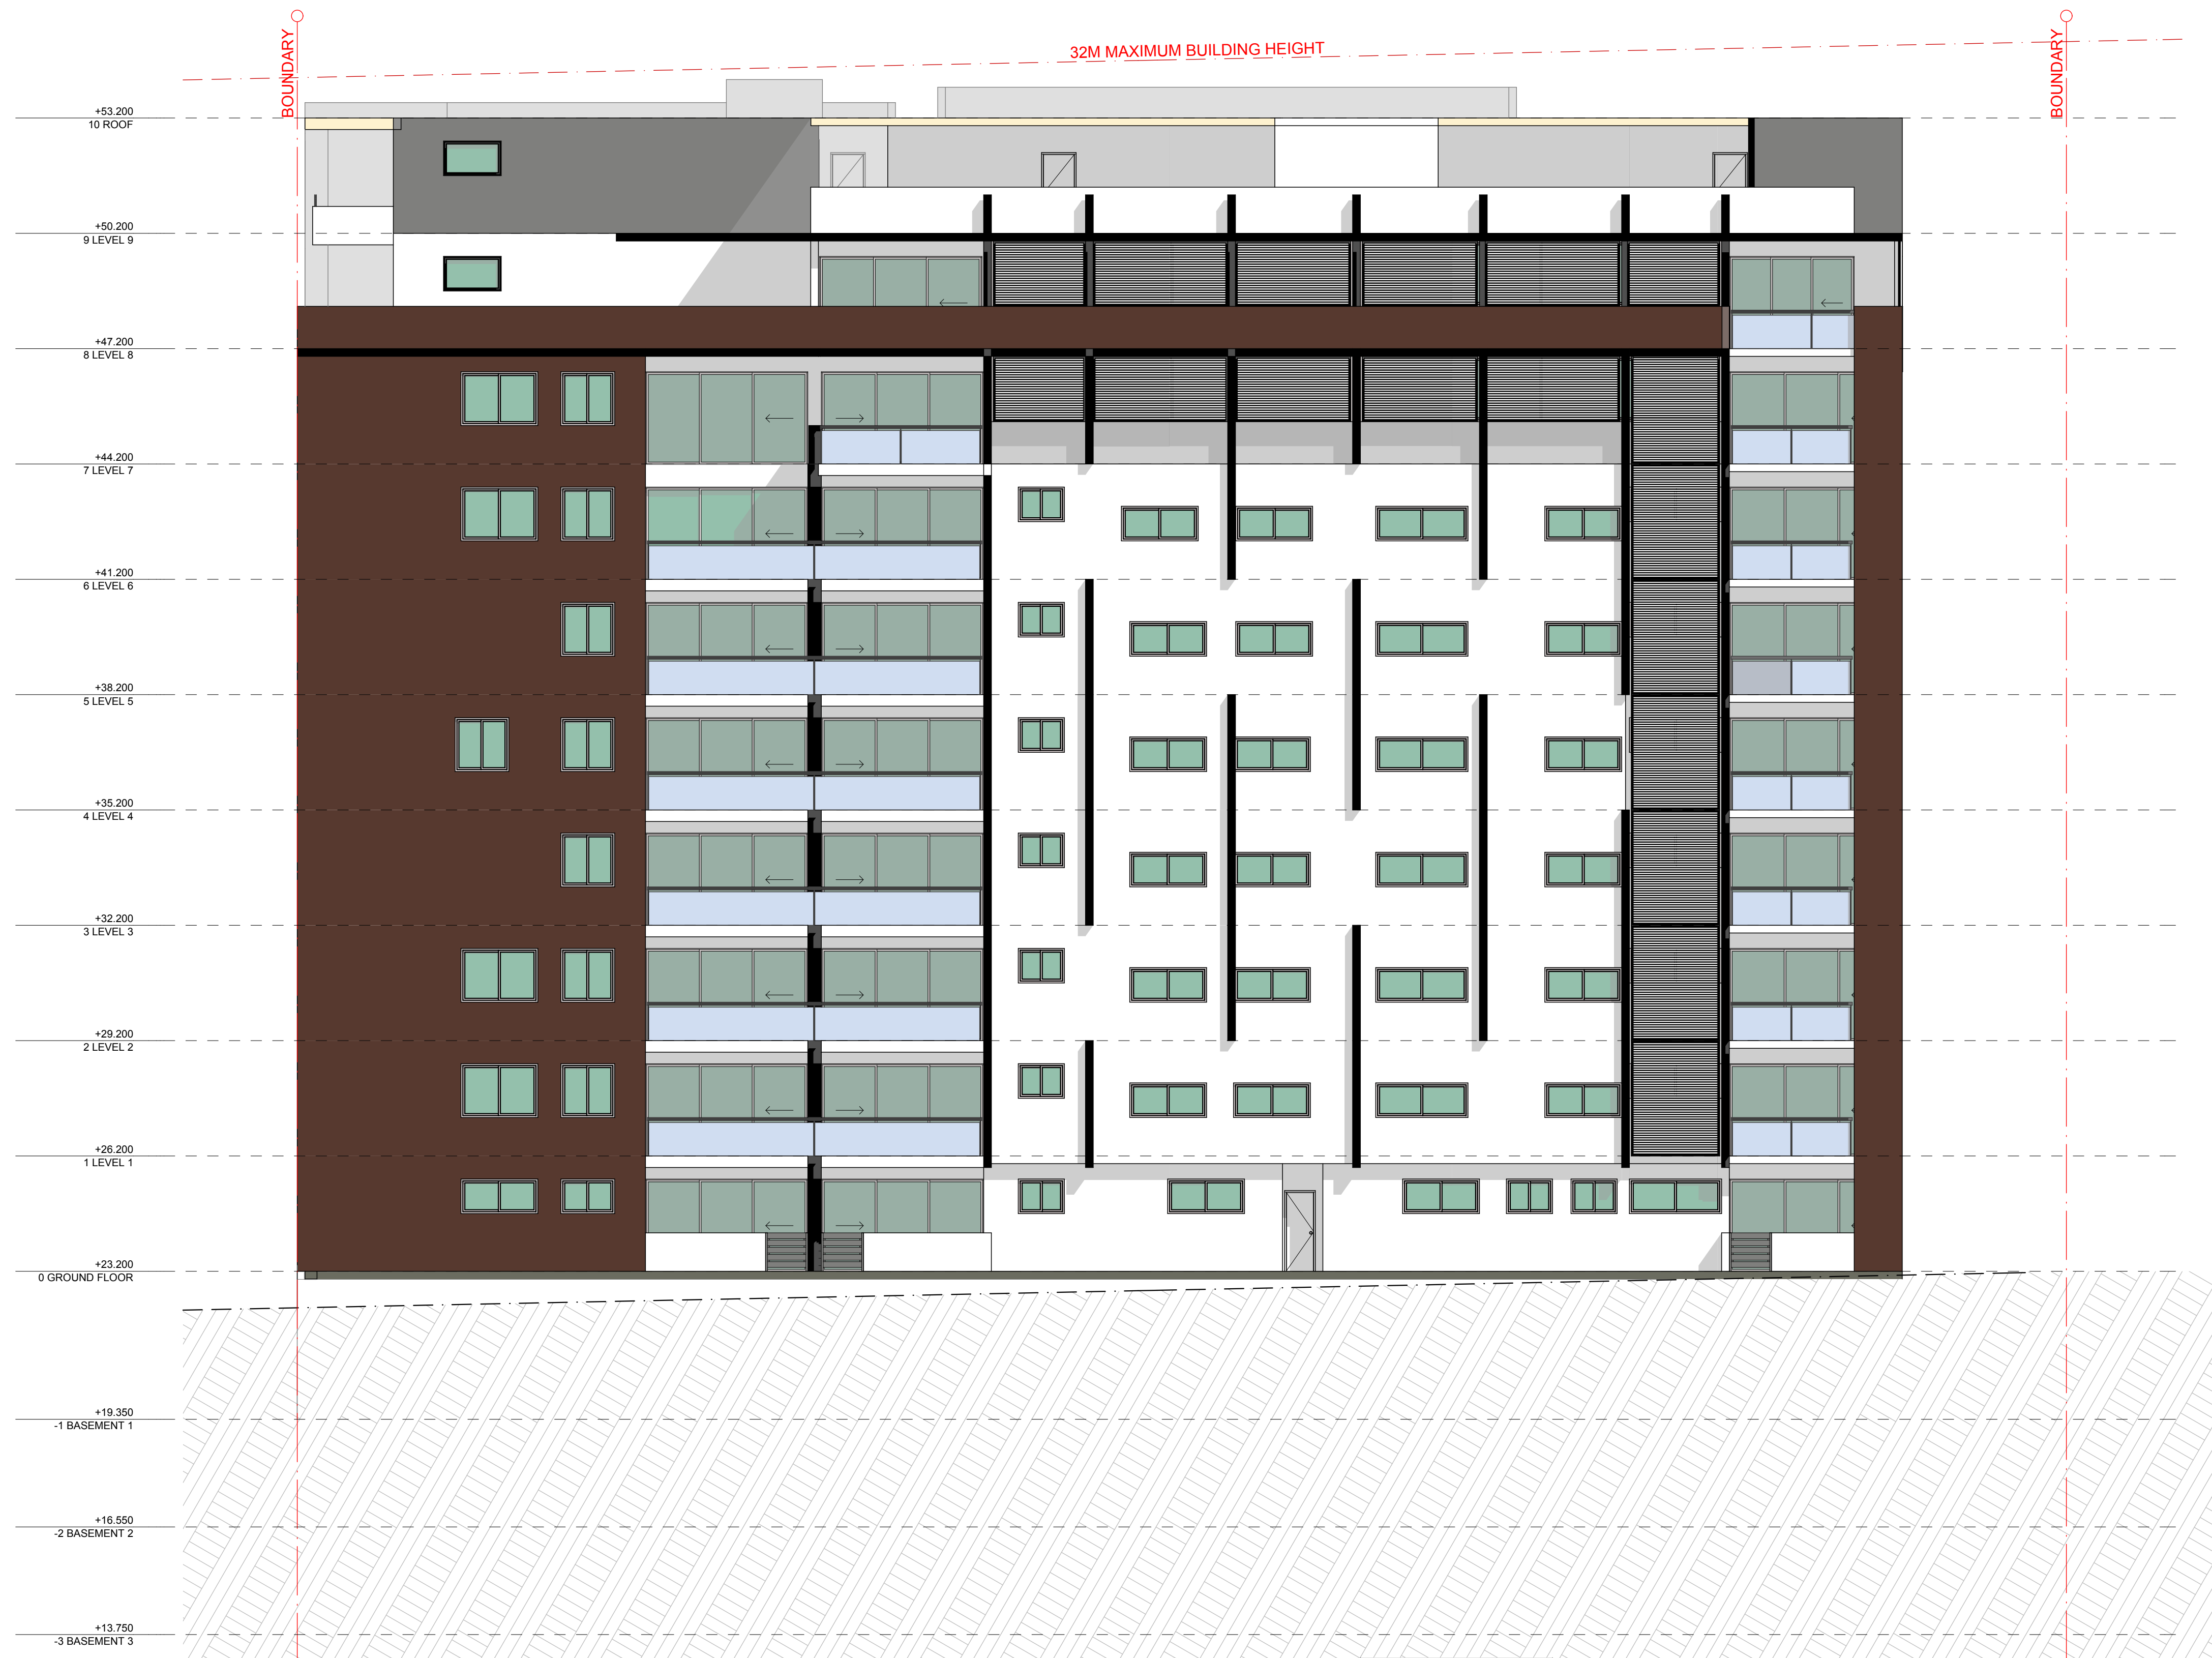 BOUNDARY
32M MAXIMUM BUILDING HEIGHT
BOUNDARY
+53.200
10 ROOF
+50.200
9 LEVEL 9
+47.200
8 LEVEL 8
+44.200
7 LEVEL 7
+41.200
6 LEVEL 6
+38.200
5 LEVEL 5
+35.200
4 LEVEL 4
+32.200
3 LEVEL 3
+29.200
2 LEVEL 2
+26.200
1 LEVEL 1
+23.200
0 GROUND FLOOR
+19.350
-1 BASEMENT 1
+16.550
-2 BASEMENT 2
+13.750
-3 BASEMENT 3